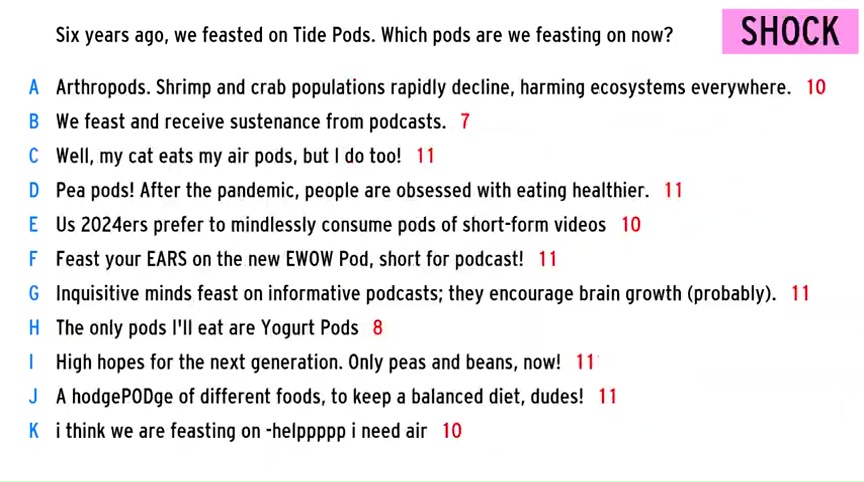 Six years ago, we feasted on Tide Pods. Which pods are we feasting on now?
SHOCK
A Arthropods. Shrimp and crab populations rapidly decline, harming ecosystems everywhere. 10
B We feast and receive sustenance from podcasts. 7
C Well, my cat eats my air pods, but I do too! 11
D Pea pods! After the pandemic, people are obsessed with eating healthier. 11
E Us 2024ers prefer to mindlessly consume pods of short-form videos 10
F Feast your EARS on the new EWOW Pod, short for podcast! 11
G Inquisitive minds feast on informative podcasts; they encourage brain growth (probably). 11
H The only pods I'll eat are Yogurt Pods 8
I High hopes for the next generation. Only peas and beans, now! 11
J A hodgePODge of different foods, to keep a balanced diet, dudes! 11
K i think we are feasting on -helppppp i need air 10